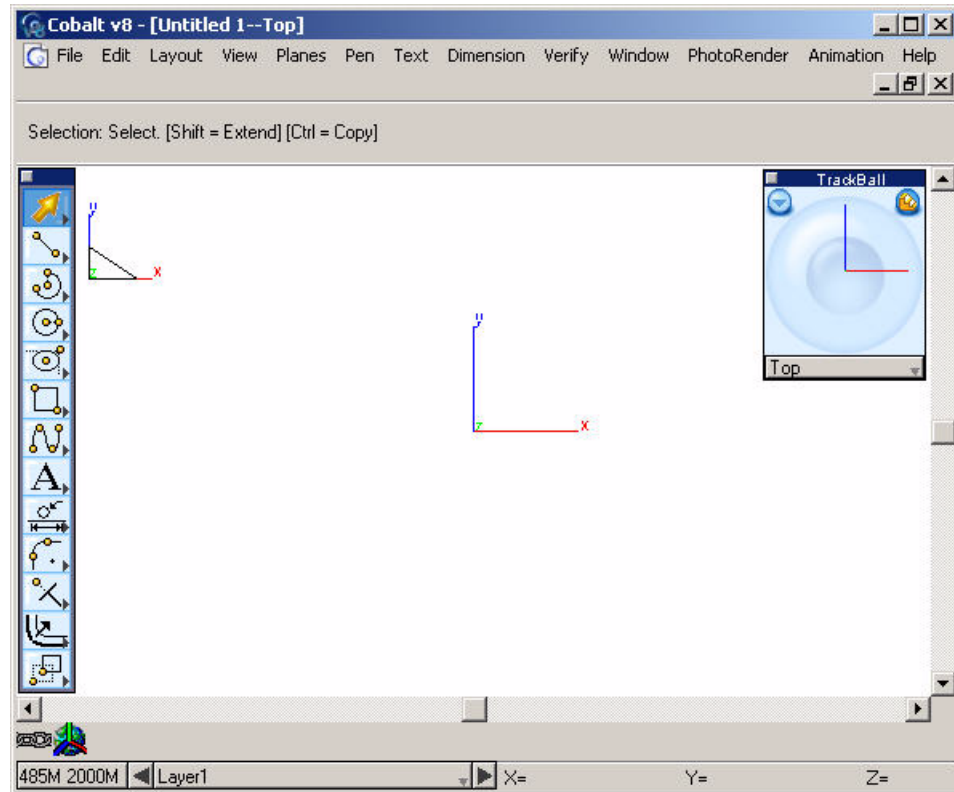 Cobalt v8 - [Untitled 1--Top]
File Edit Layout View Planes Pen Text Dimension Verify Window PhotoRender Animation Help
Selection: Select. [Shift = Extend] [Ctrl = Copy]
TrackBall
y
z x
y
Top
z x
A
485M 2000M Layer1 X= Y= Z=